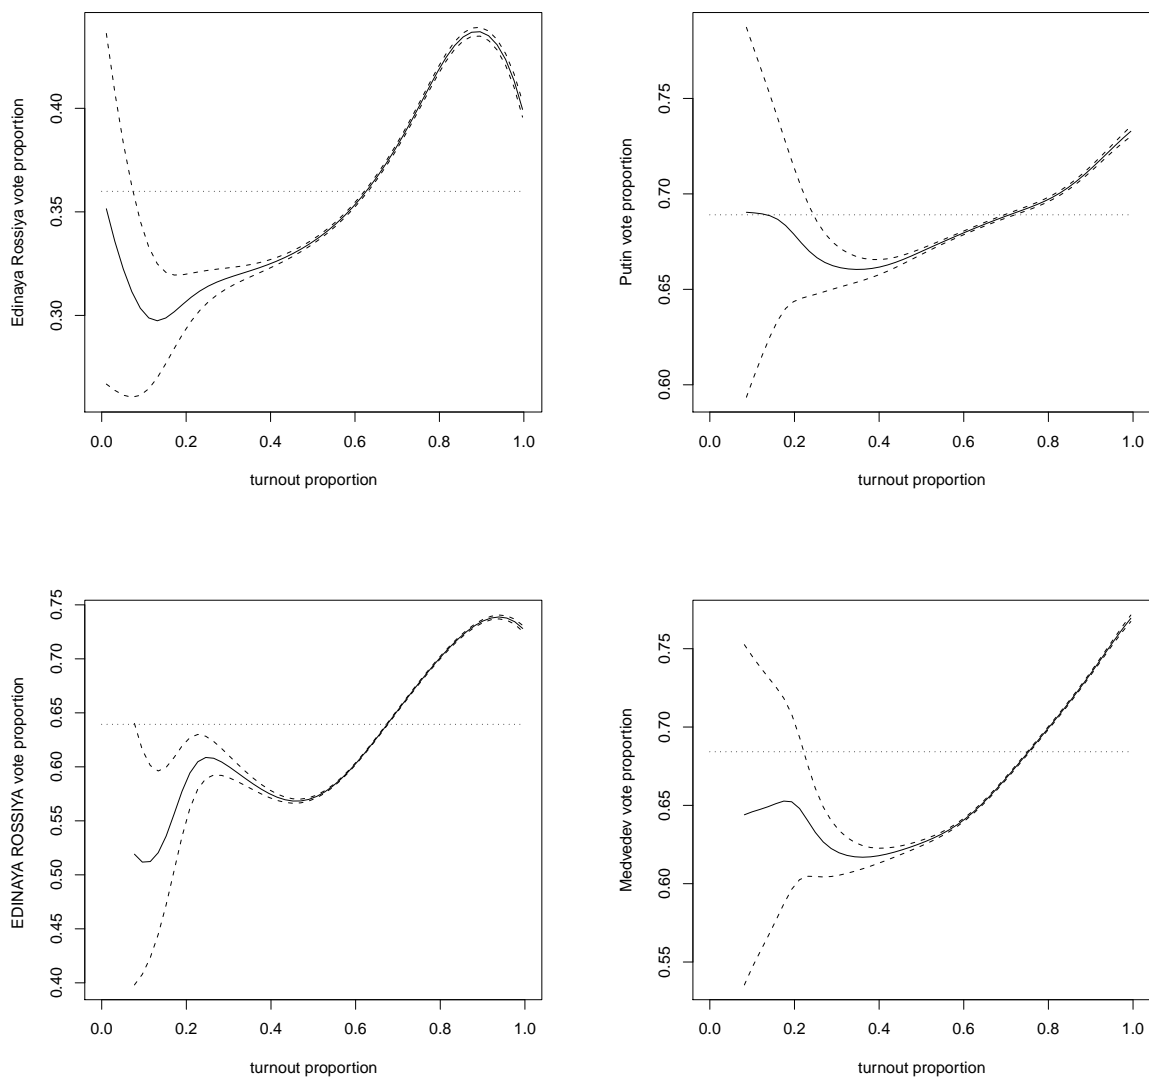 Edinaya Rossiya vote proportion
0.40
0.35
0.30
0.0 0.2 0.4 0.6 0.8 1.0
turnout proportion
Putin vote proportion
0.75
0.70
0.65
0.60
0.0 0.2 0.4 0.6 0.8 1.0
turnout proportion
EDINAYA ROSSIYA vote proportion
0.75
0.70
0.65
0.60
0.55
0.50
0.45
0.40
0.0 0.2 0.4 0.6 0.8 1.0
turnout proportion
Medvedev vote proportion
0.75
0.70
0.65
0.60
0.55
0.0 0.2 0.4 0.6 0.8 1.0
turnout proportion